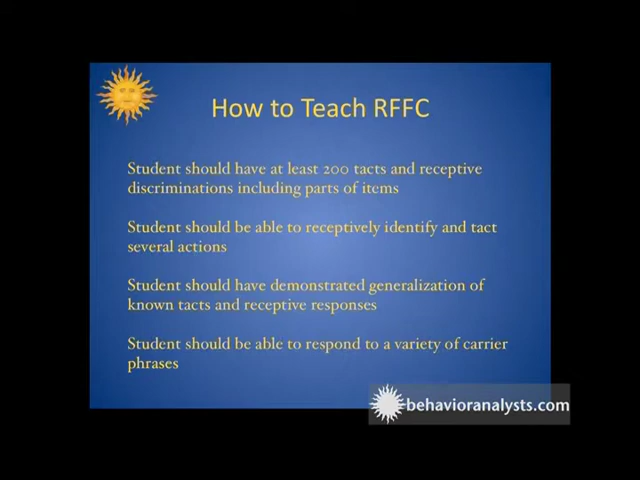 How to Teach RFFC
Student should have at least 200 tacts and receptive
discriminations including parts of items
Student should be able to receptively identify and tact
several actions
Student should have demonstrated generalization of
known tacts and receptive responses
Student should be able to respond to a variety of carrier
phrases
behavioranalysts.com